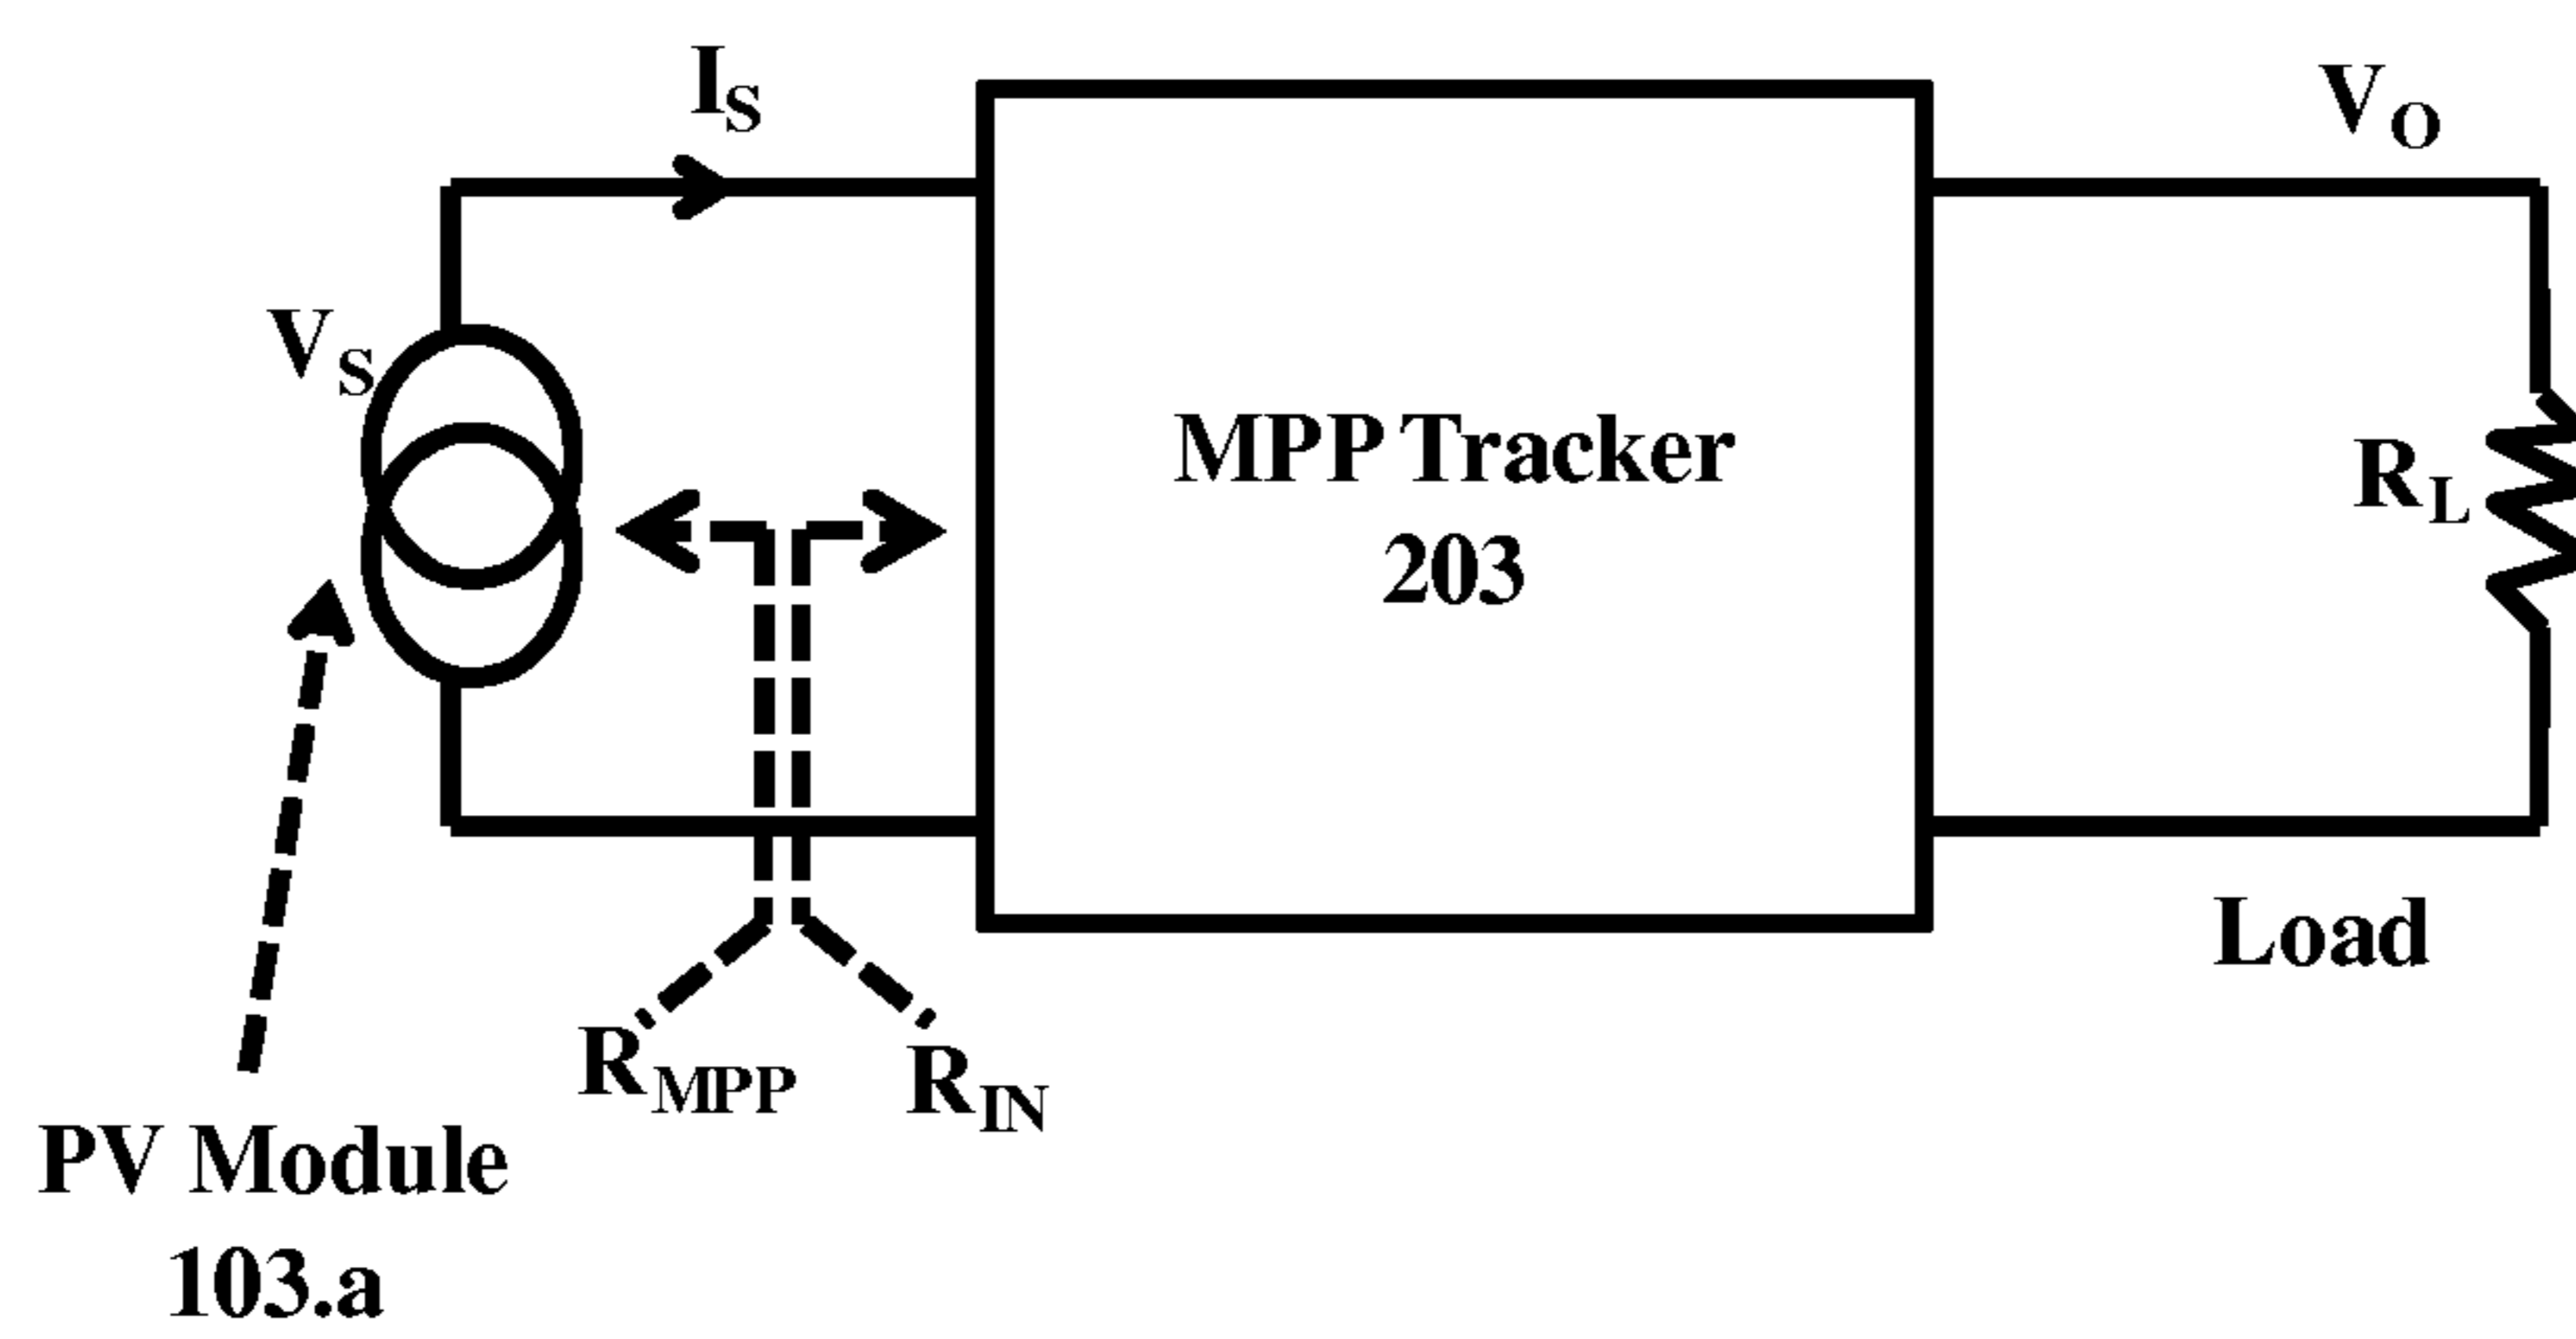 I_S
V_O
V_S
MPP Tracker
203
R_L
Load
R_MPP
R_IN
PV Module
103.a